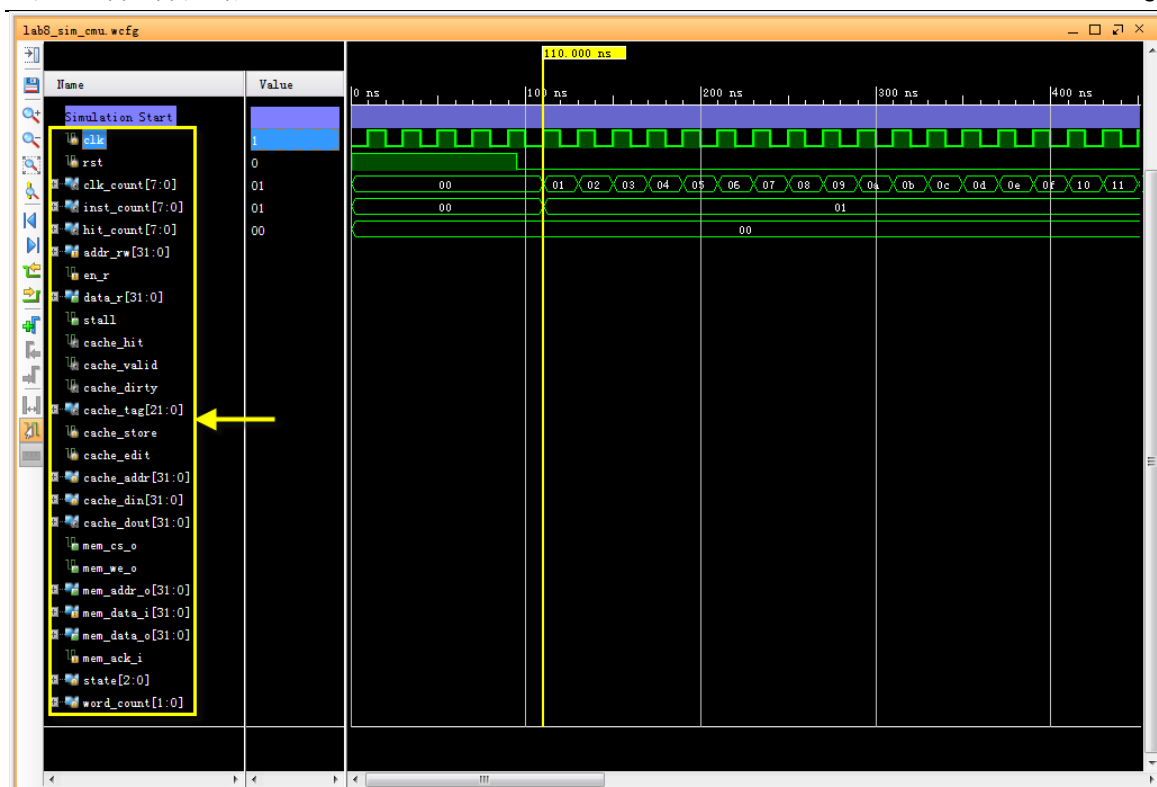 lab8_sim_cmu.wcfg
110.000 ns
Name Value
0 ns 100 ns 200 ns 300 ns 400 ns
Simulation Start
clk 1
rst 0
clk_count[7:0] 01 00 01 02 03 04 05 06 07 08 09 0a 0b 0c 0d 0e 0f 10 11
inst_count[7:0] 01 00 01
hit_count[7:0] 00 00
addr_rw[31:0]
en_r
data_r[31:0]
stall
cache_hit
cache_valid
cache_dirty
cache_tag[21:0]
cache_store
cache_edit
cache_addr[31:0]
cache_din[31:0]
cache_dout[31:0]
mem_cs_o
mem_we_o
mem_addr_o[31:0]
mem_data_i[31:0]
mem_data_o[31:0]
mem_ack_i
state[2:0]
word_count[1:0]